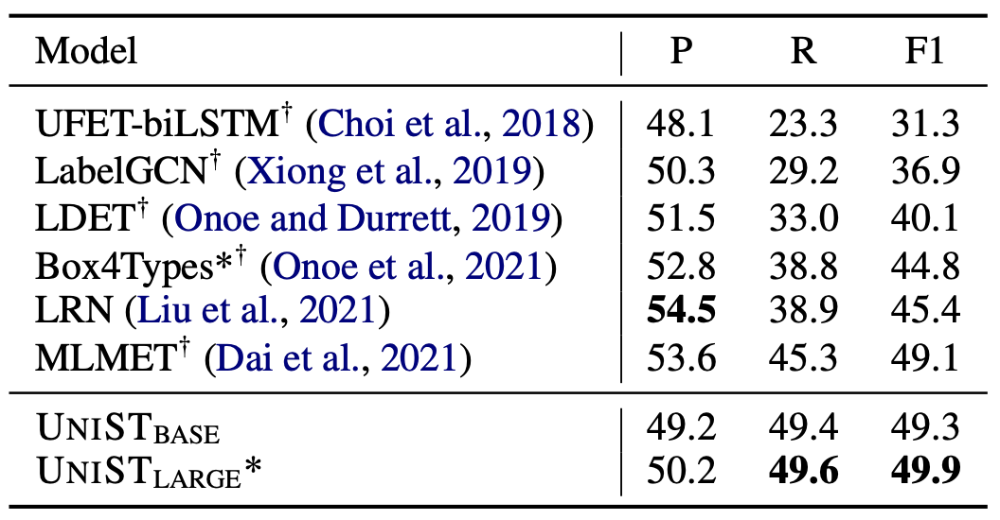 Model P R F1
UFET-biLSTM† (Choi et al., 2018) 48.1 23.3 31.3
LabelGCN† (Xiong et al., 2019) 50.3 29.2 36.9
LDET† (Onoe and Durrett, 2019) 51.5 33.0 40.1
Box4Types*† (Onoe et al., 2021) 52.8 38.8 44.8
LRN (Liu et al., 2021) 54.5 38.9 45.4
MLMET† (Dai et al., 2021) 53.6 45.3 49.1
UNIST BASE 49.2 49.4 49.3
UNIST LARGE* 50.2 49.6 49.9